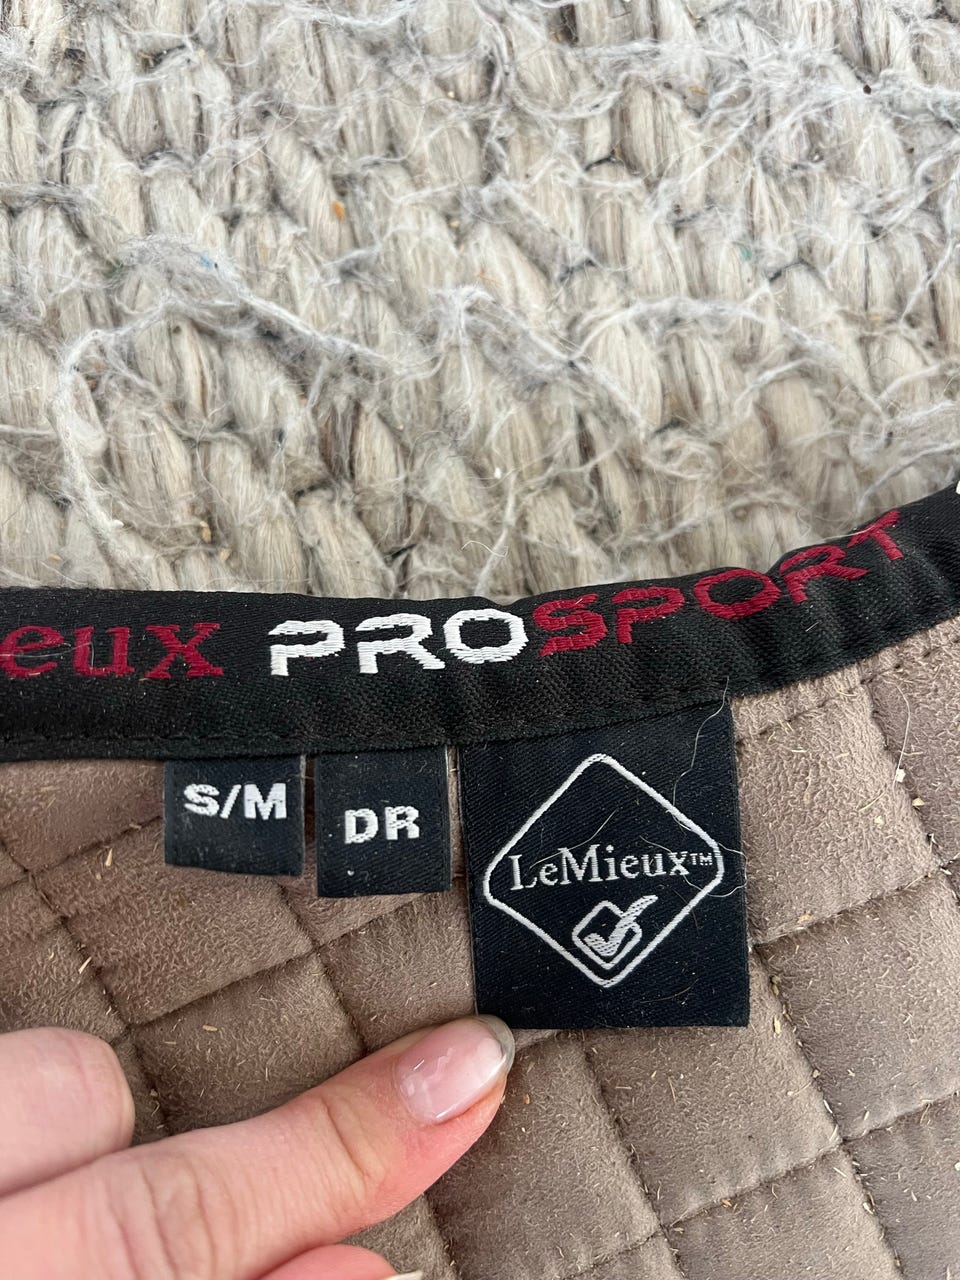 eux PROSPORT
S/M
DR
LeMieux™